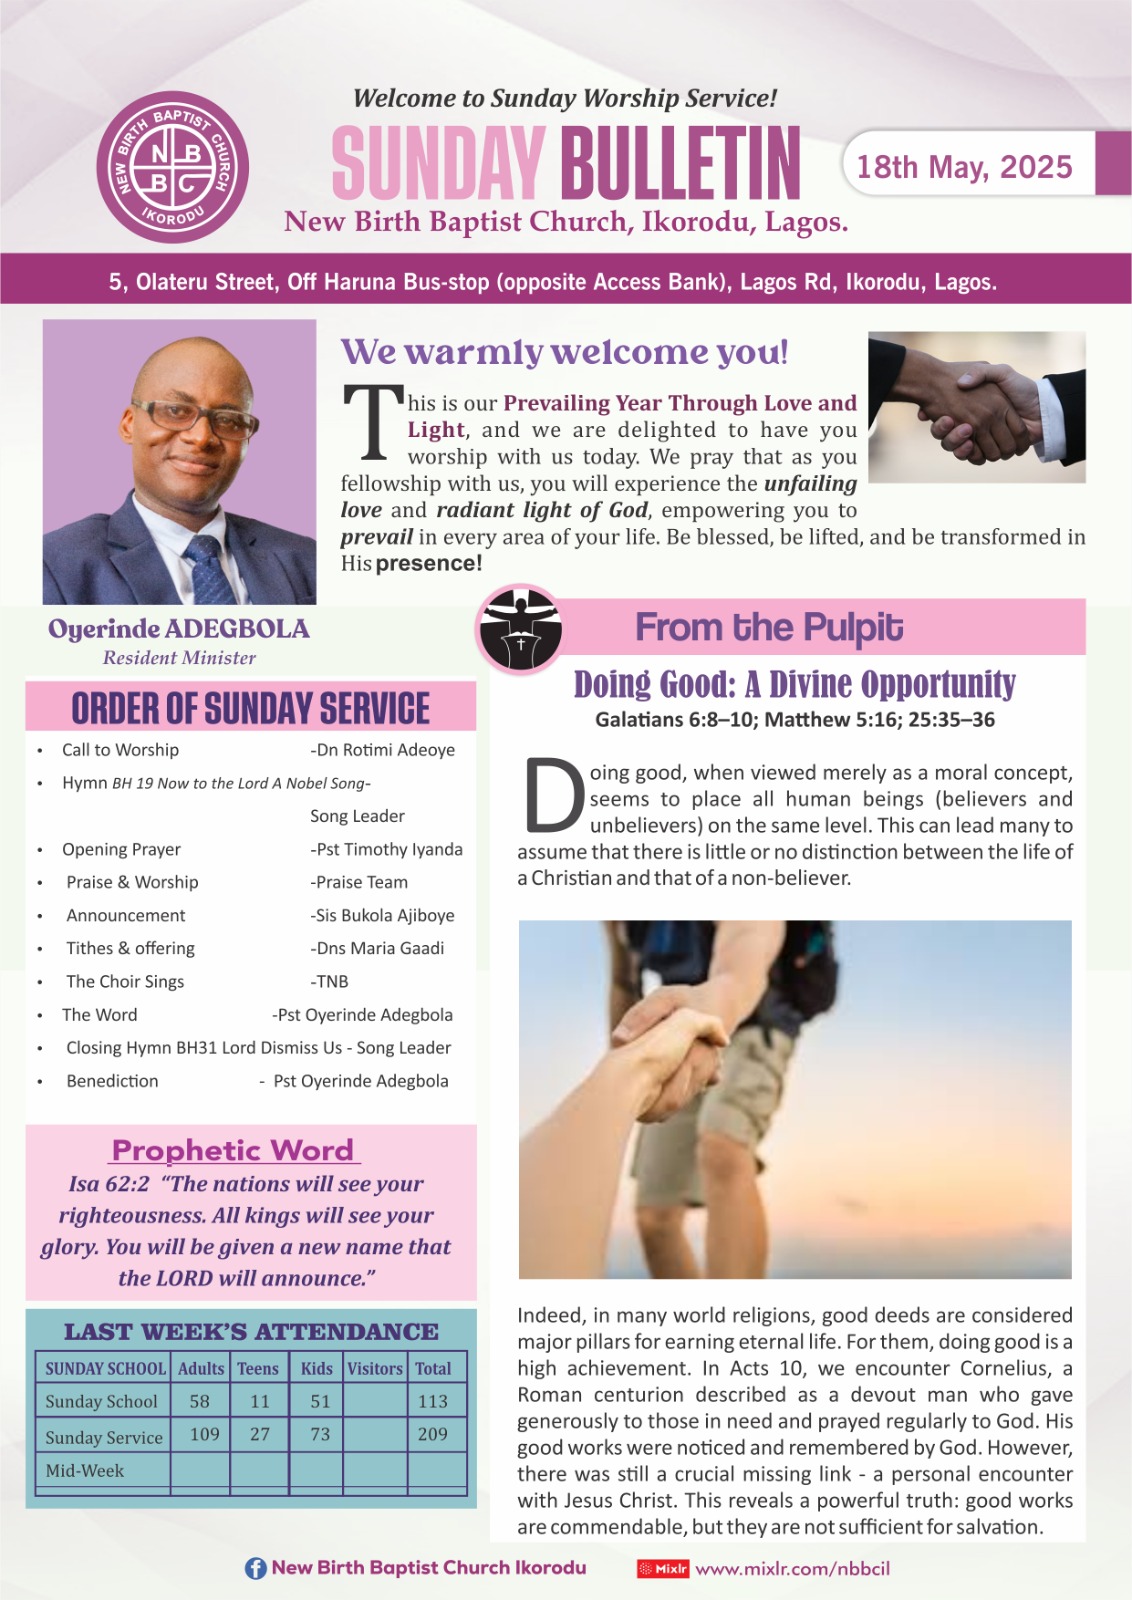 Welcome to Sunday Worship Service!
SUNDAY BULLETIN
New Birth Baptist Church, Ikorodu, Lagos.
18th May, 2025
NEW BIRTH BAPTIST CHURCH
N B
B C
IKORODU
5, Olateru Street, Off Haruna Bus-stop (opposite Access Bank), Lagos Rd, Ikorodu, Lagos.
We warmly welcome you!
This is our Prevailing Year Through Love and
Light, and we are delighted to have you
worship with us today. We pray that as you
fellowship with us, you will experience the unfailing
love and radiant light of God, empowering you to
prevail in every area of your life. Be blessed, be lifted, and be transformed in
His presence!
Oyerinde ADEGBOLA
Resident Minister
ORDER OF SUNDAY SERVICE
• Call to Worship -Dn Rotimi Adeoye
• Hymn BH 19 Now to the Lord A Nobel Song-
Song Leader
• Opening Prayer -Pst Timothy Iyanda
• Praise & Worship -Praise Team
• Announcement -Sis Bukola Ajiboye
• Tithes & offering -Dns Maria Gaadi
• The Choir Sings -TNB
• The Word -Pst Oyerinde Adegbola
• Closing Hymn BH31 Lord Dismiss Us - Song Leader
• Benediction - Pst Oyerinde Adegbola
Prophetic Word
Isa 62:2 “The nations will see your
righteousness. All kings will see your
glory. You will be given a new name that
the LORD will announce.”
LAST WEEK'S ATTENDANCE
SUNDAY SCHOOL Adults Teens Kids Visitors Total
Sunday School 58 11 51 113
Sunday Service 109 27 73 209
Mid-Week
From the Pulpit
Doing Good: A Divine Opportunity
Galatians 6:8–10; Matthew 5:16; 25:35–36
Doing good, when viewed merely as a moral concept,
seems to place all human beings (believers and
unbelievers) on the same level. This can lead many to
assume that there is little or no distinction between the life of
a Christian and that of a non-believer.
Indeed, in many world religions, good deeds are considered
major pillars for earning eternal life. For them, doing good is a
high achievement. In Acts 10, we encounter Cornelius, a
Roman centurion described as a devout man who gave
generously to those in need and prayed regularly to God. His
good works were noticed and remembered by God. However,
there was still a crucial missing link - a personal encounter
with Jesus Christ. This reveals a powerful truth: good works
are commendable, but they are not sufficient for salvation.
f New Birth Baptist Church Ikorodu
Mixlr www.mixlr.com/nbbcil